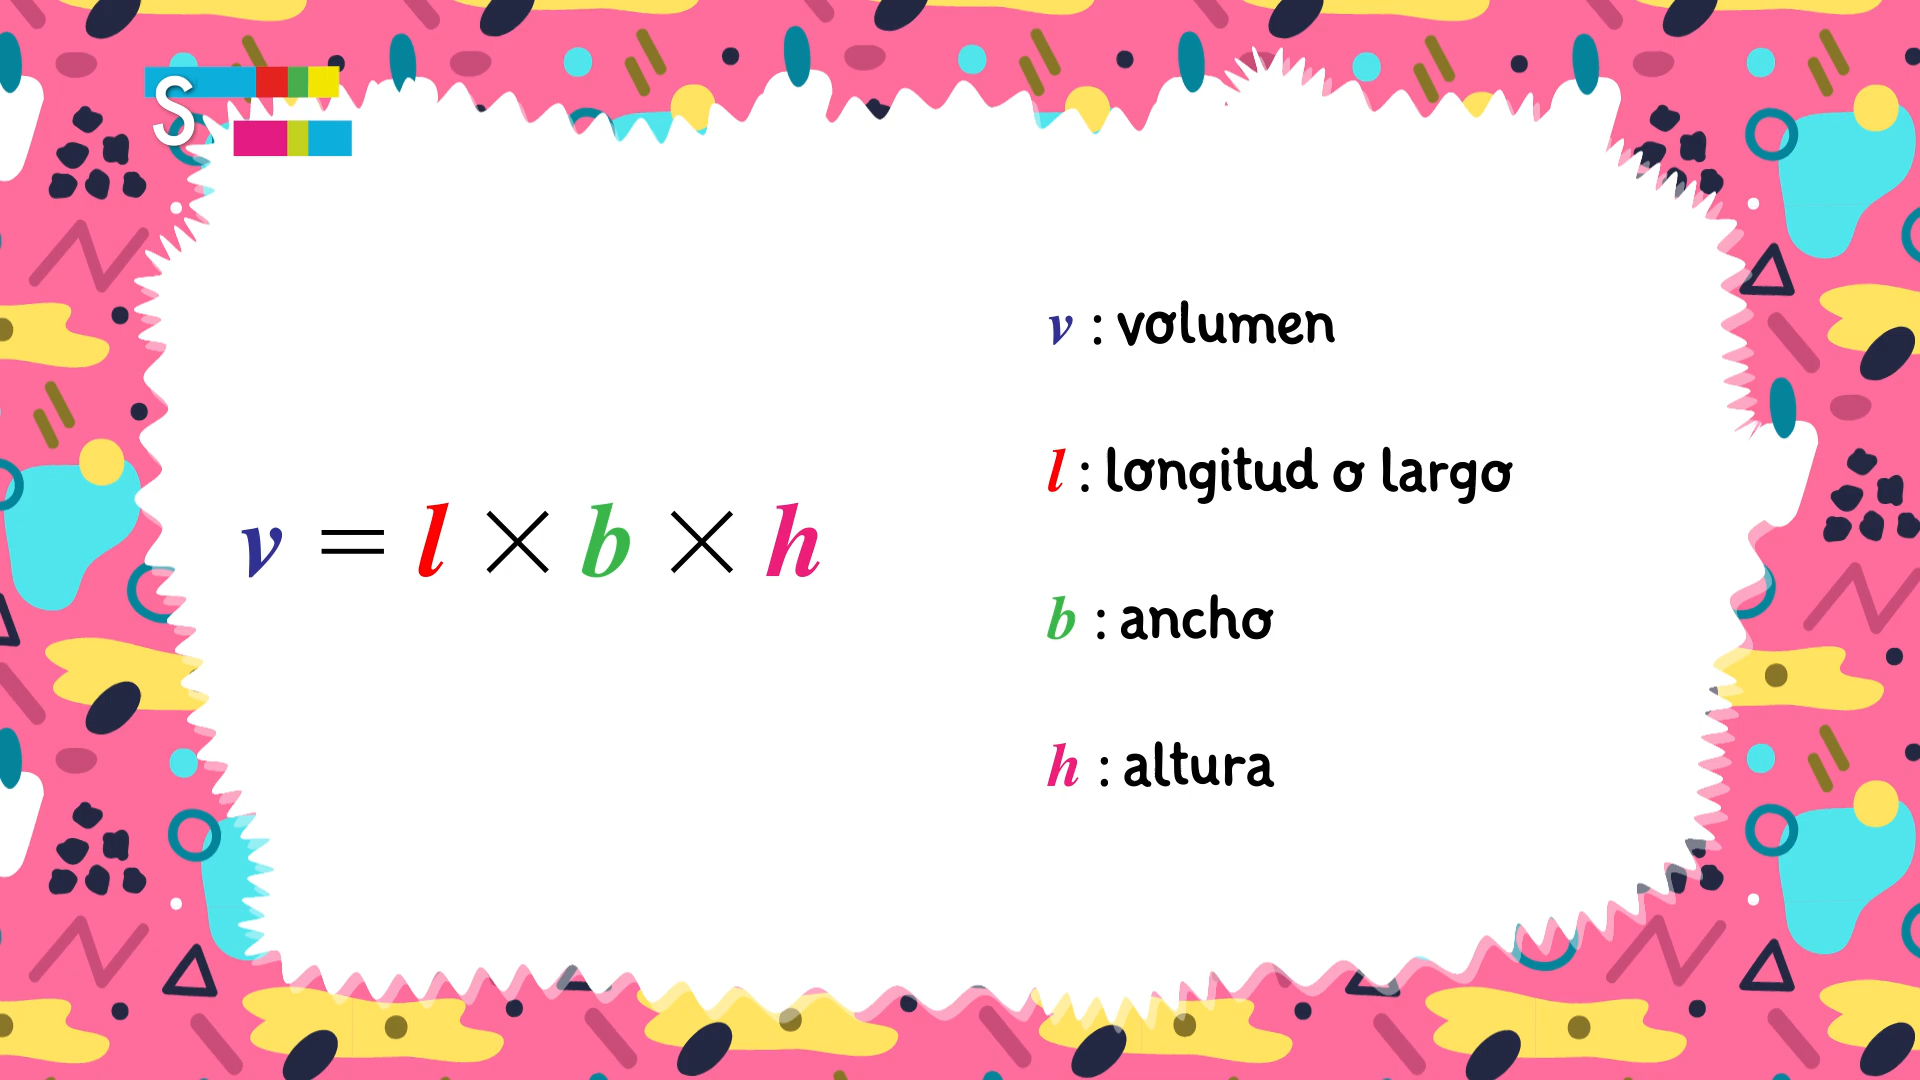 S
v = l × b × h
v : volumen
l : longitud o largo
b : ancho
h : altura